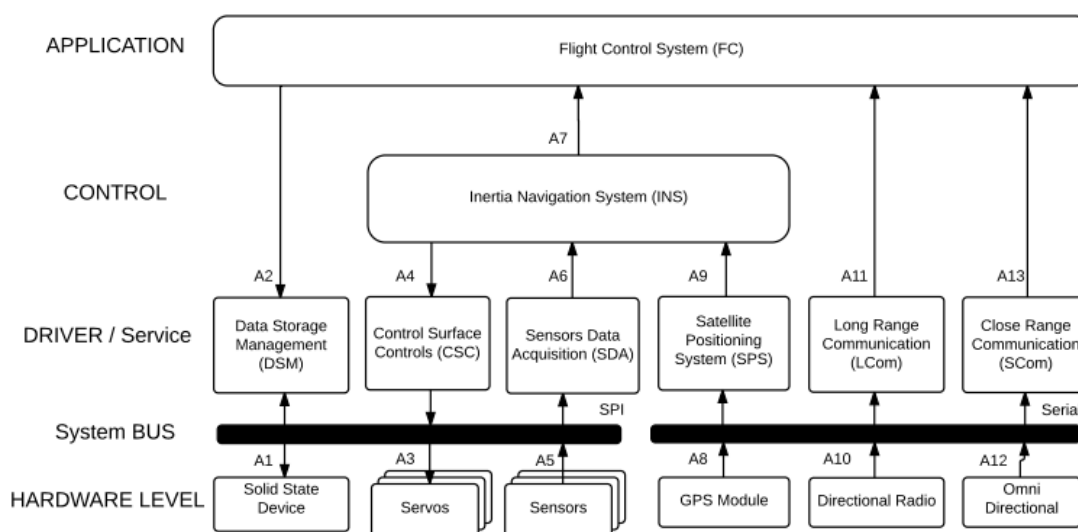 APPLICATION
Flight Control System (FC)
A7
CONTROL
Inertia Navigation System (INS)
A2
A4
A6
A9
A11
A13
DRIVER / Service
Data Storage
Management
(DSM)
Control Surface
Controls (CSC)
Sensors Data
Acquisition (SDA)
Satellite
Positioning
System (SPS)
Long Range
Communication
(LCom)
Close Range
Communication
(SCom)
SPI
Seria
System BUS
A1
A3
A5
A8
A10
A12
HARDWARE LEVEL
Solid State
Device
Servos
Sensors
GPS Module
Directional Radio
Omni
Directional